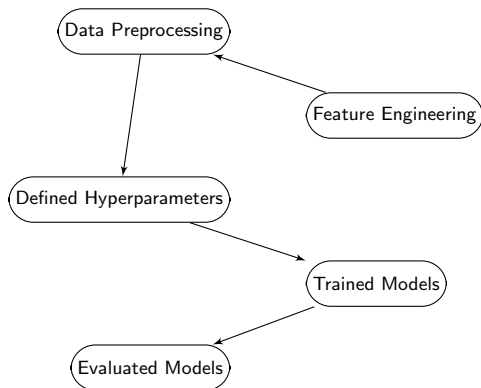 Data Preprocessing
Feature Engineering
Defined Hyperparameters
Trained Models
Evaluated Models